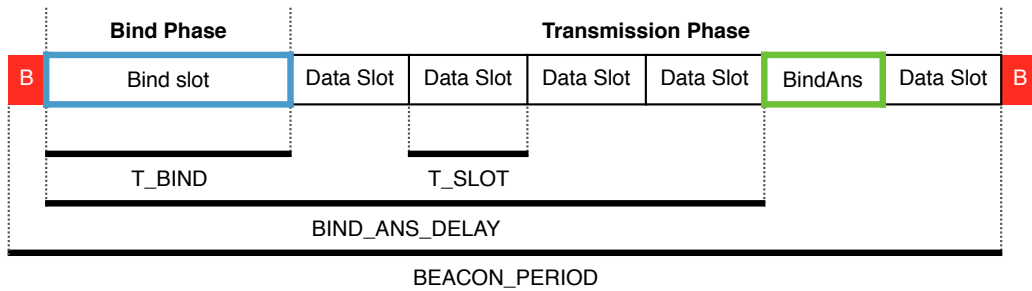 Bind Phase Transmission Phase
B Bind slot Data Slot Data Slot Data Slot Data Slot BindAns Data Slot B
T_BIND T_SLOT
BIND_ANS_DELAY
BEACON_PERIOD